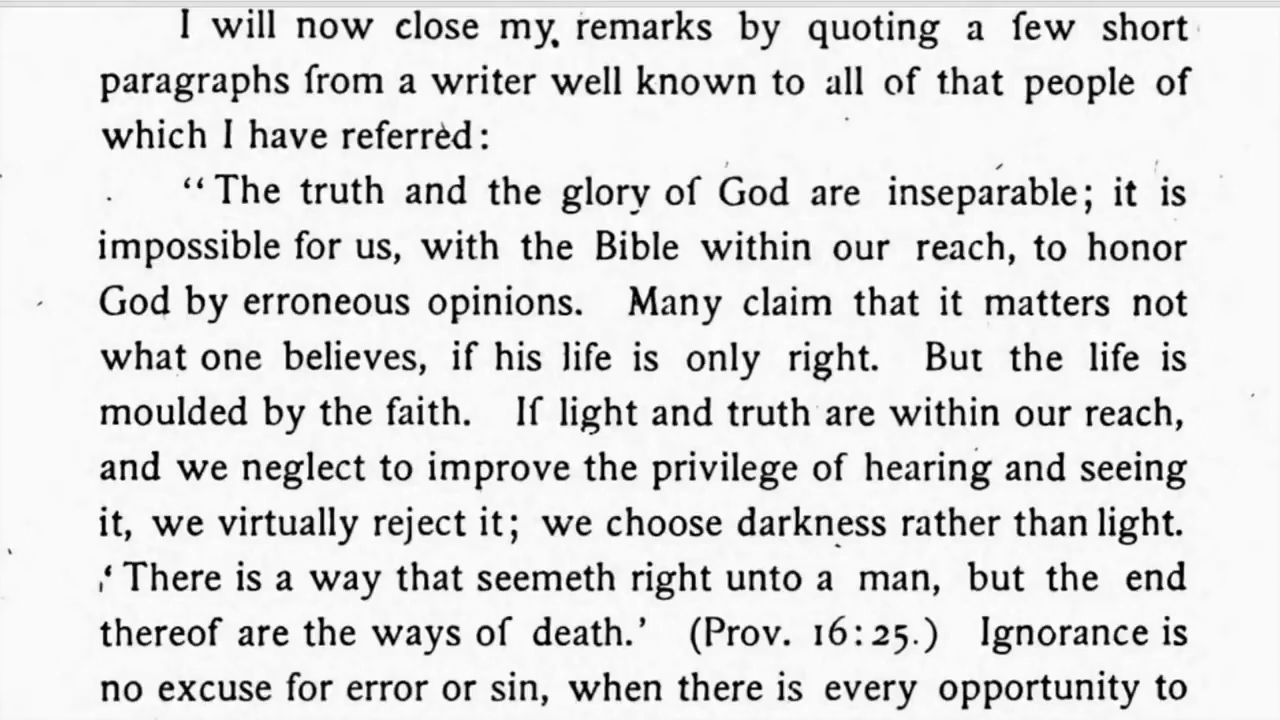 I will now close my remarks by quoting a few short
paragraphs from a writer well known to all of that people of
which I have referred:
“The truth and the glory of God are inseparable; it is
impossible for us, with the Bible within our reach, to honor
God by erroneous opinions. Many claim that it matters not
what one believes, if his life is only right. But the life is
moulded by the faith. If light and truth are within our reach,
and we neglect to improve the privilege of hearing and seeing
it, we virtually reject it; we choose darkness rather than light.
‘There is a way that seemeth right unto a man, but the end
thereof are the ways of death.’ (Prov. 16:25.) Ignorance is
no excuse for error or sin, when there is every opportunity to